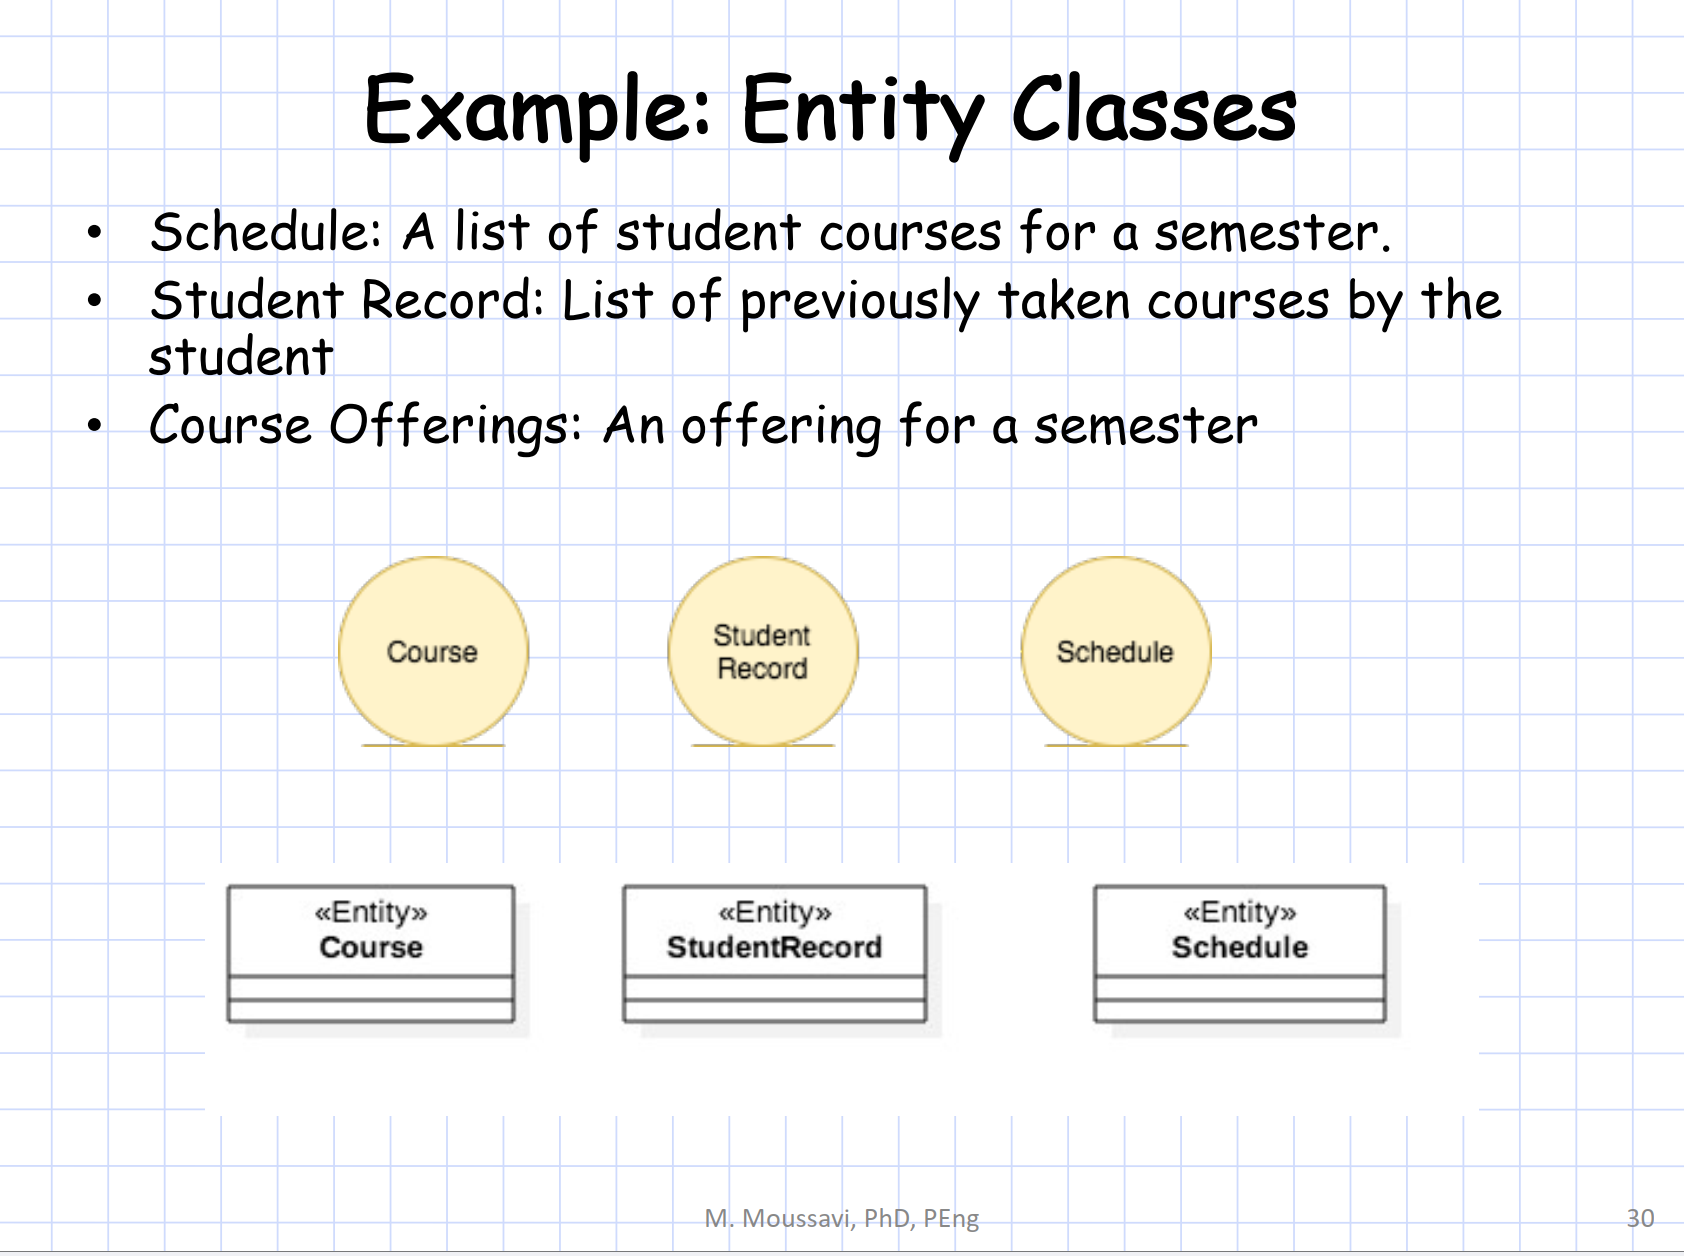 Example: Entity Classes
• Schedule: A list of student courses for a semester.
• Student Record: List of previously taken courses by the
student
• Course Offerings: An offering for a semester
Course
Student
Record
Schedule
«Entity»
Course
«Entity»
StudentRecord
«Entity»
Schedule
M. Moussavi, PhD, PEng
30